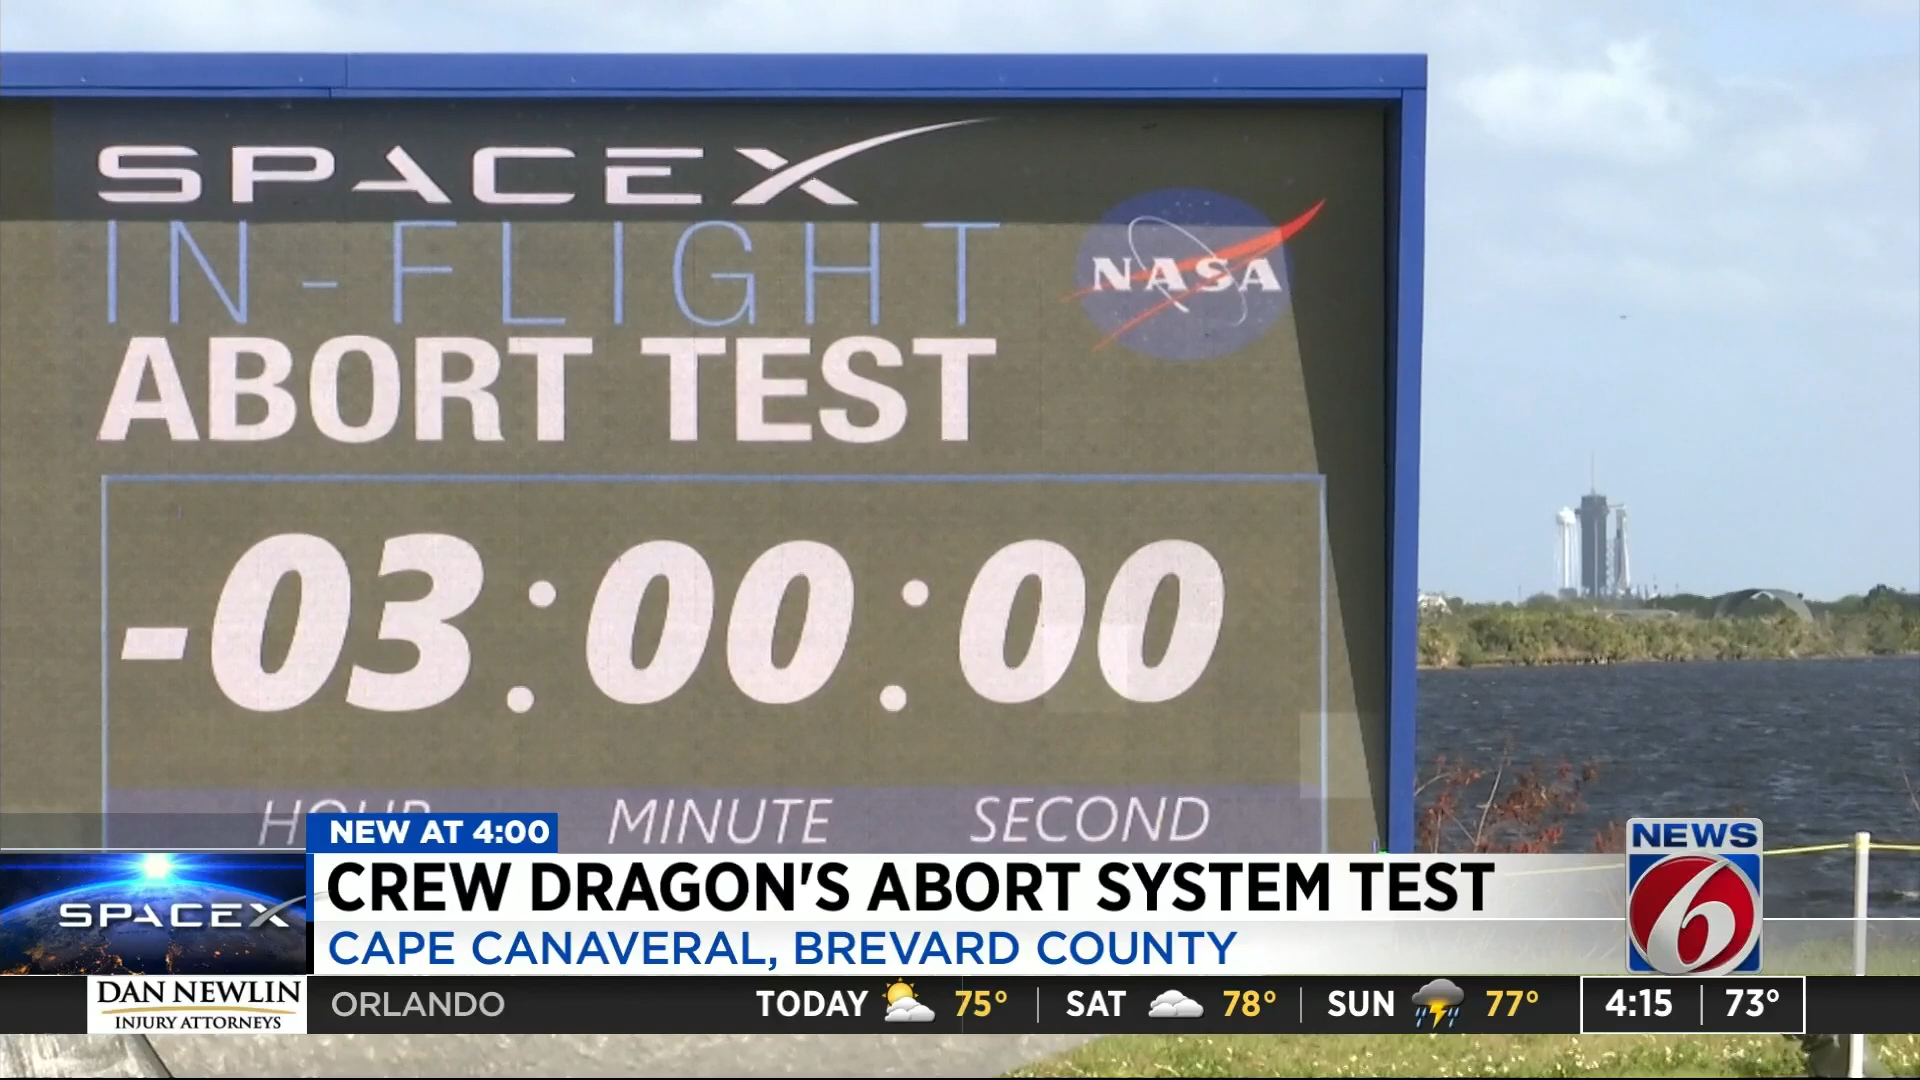 SPACEX
IN-FLIGHT
ABORT TEST
NASA
-03:00:00
HOUR MINUTE SECOND
NEW AT 4:00
CREW DRAGON'S ABORT SYSTEM TEST
CAPE CANAVERAL, BREVARD COUNTY
SPACEX
NEWS
6
DAN NEWLIN
INJURY ATTORNEYS
ORLANDO TODAY 75° SAT 78° SUN 77° 4:15 73°